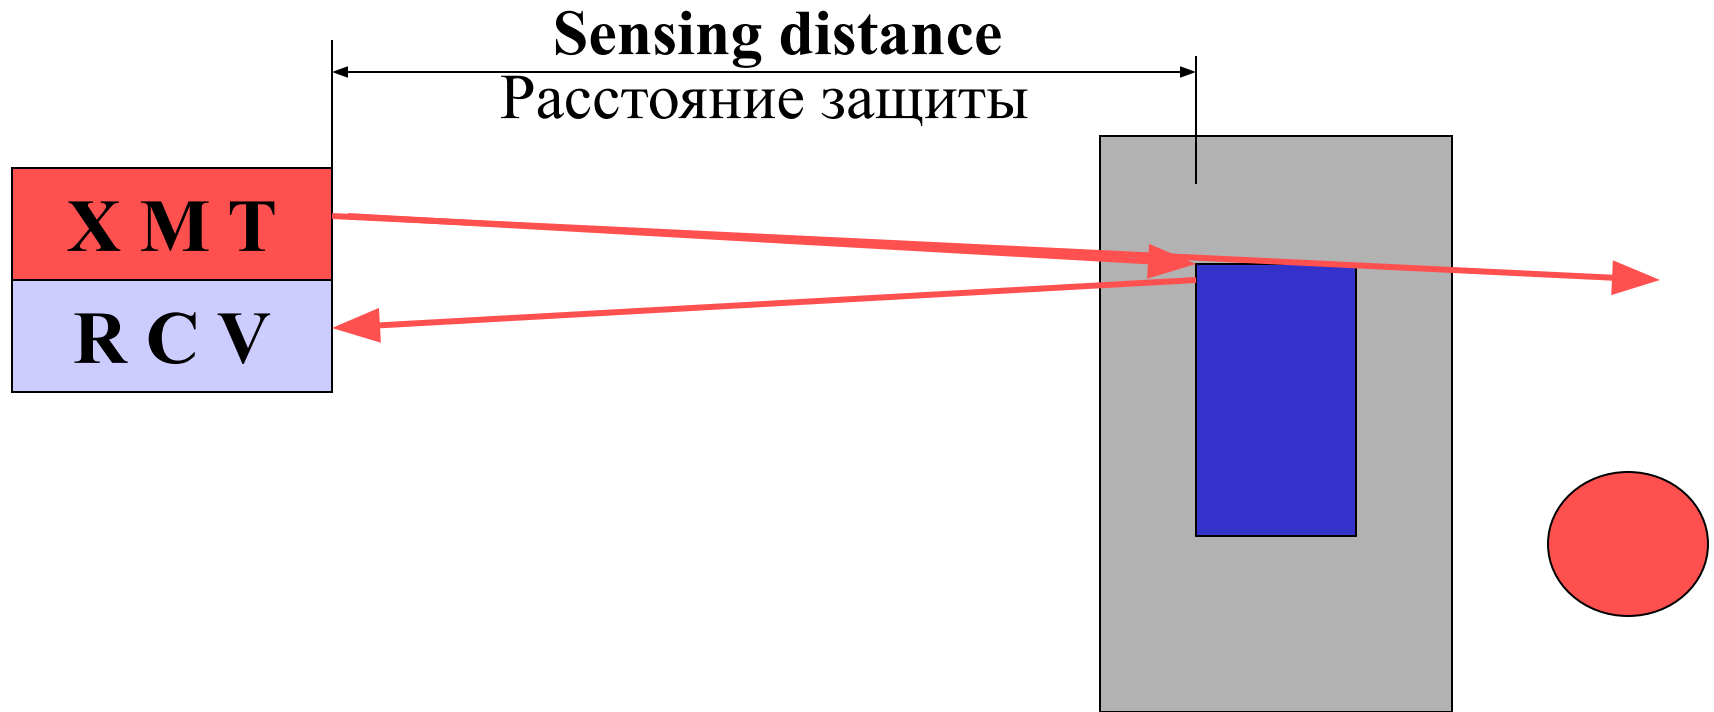 Sensing distance
Расстояние защиты
X M T
R C V